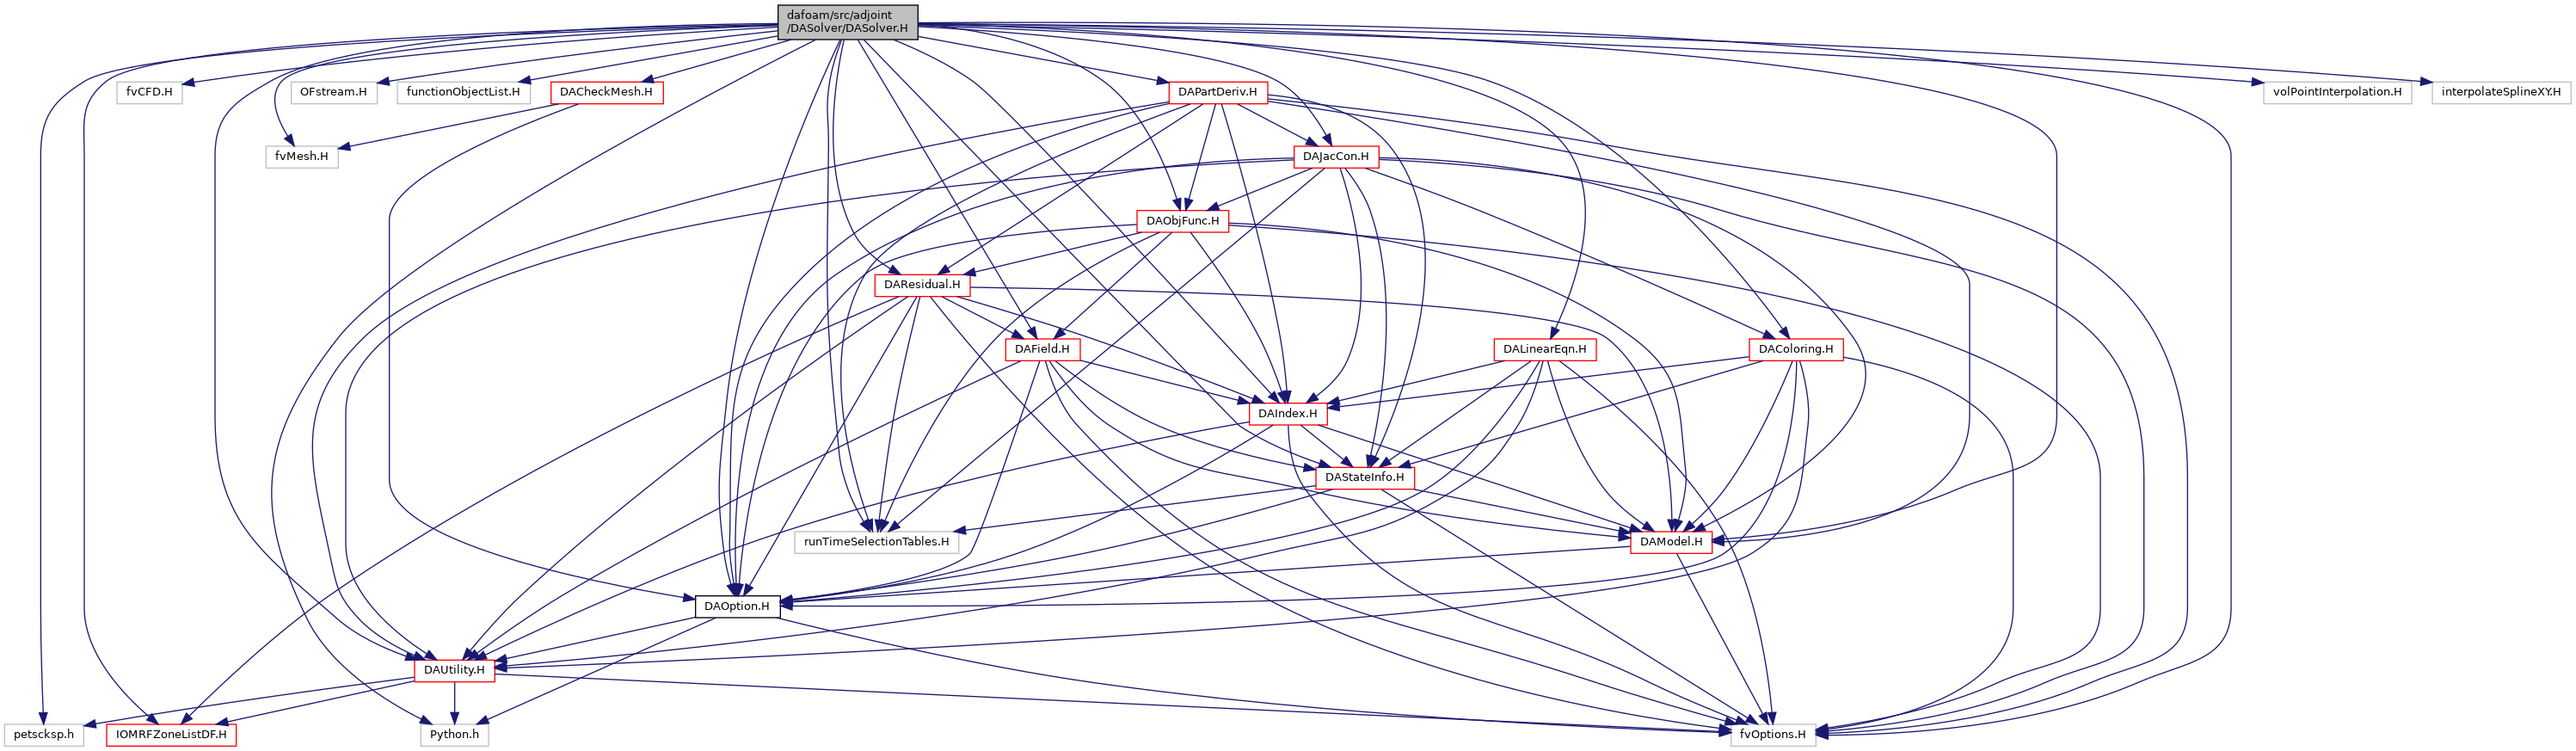 dafoam/src/adjoint
/DASolver/DASolver.H
fvCFD.H
OFstream.H
functionObjectList.H
DACheckMesh.H
DAPartDeriv.H
volPointInterpolation.H
interpolateSplineXY.H
fvMesh.H
DAJacCon.H
DAObjFunc.H
DAResidual.H
DAField.H
DALinearEqn.H
DAColoring.H
DAIndex.H
DAStateInfo.H
runTimeSelectionTables.H
DAModel.H
DAOption.H
DAUtility.H
petscksp.h
IOMRFZoneListDF.H
Python.h
fvOptions.H